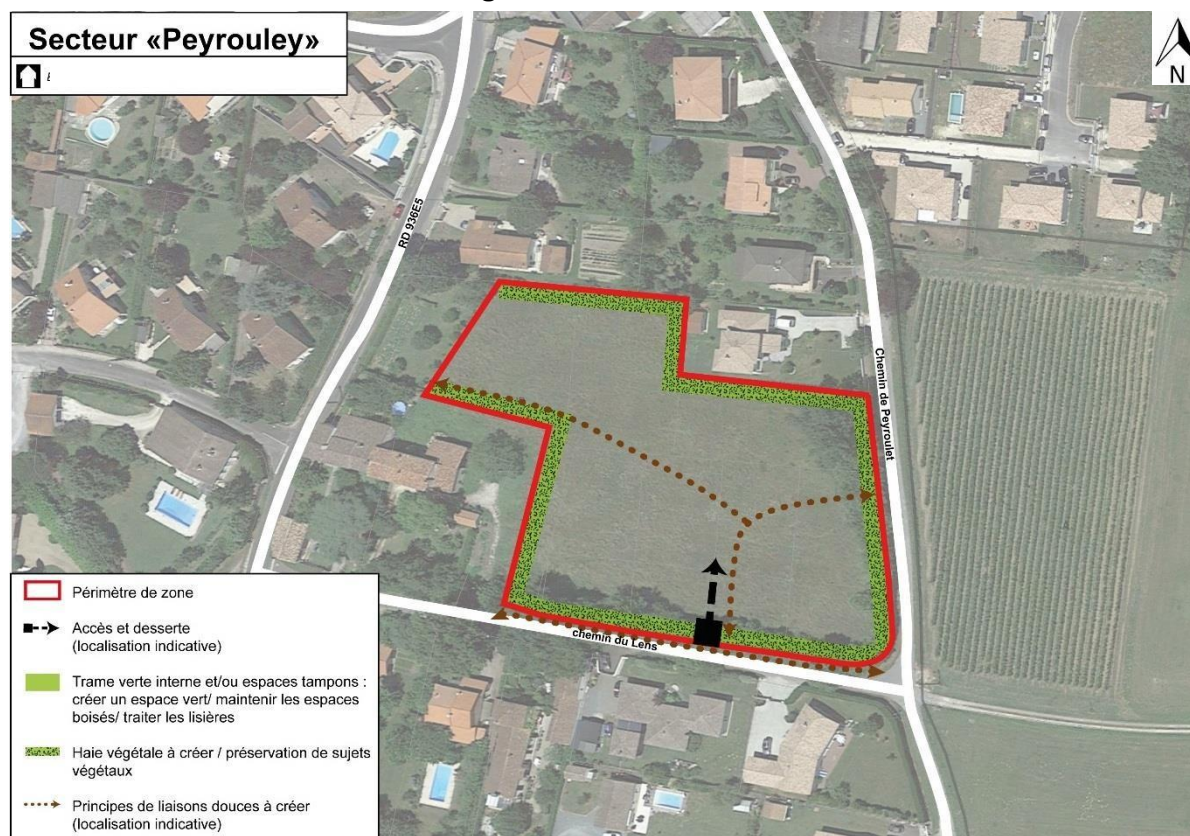 Secteur «Peyrouley»
N
RD 936E5
Chemin de Peyroulet
chemin du Lens
Périmètre de zone
Accès et desserte
(localisation indicative)
Trame verte interne et/ou espaces tampons :
créer un espace vert/ maintenir les espaces
boisés/ traiter les lisières
Haie végétale à créer / préservation de sujets
végétaux
Principes de liaisons douces à créer
(localisation indicative)